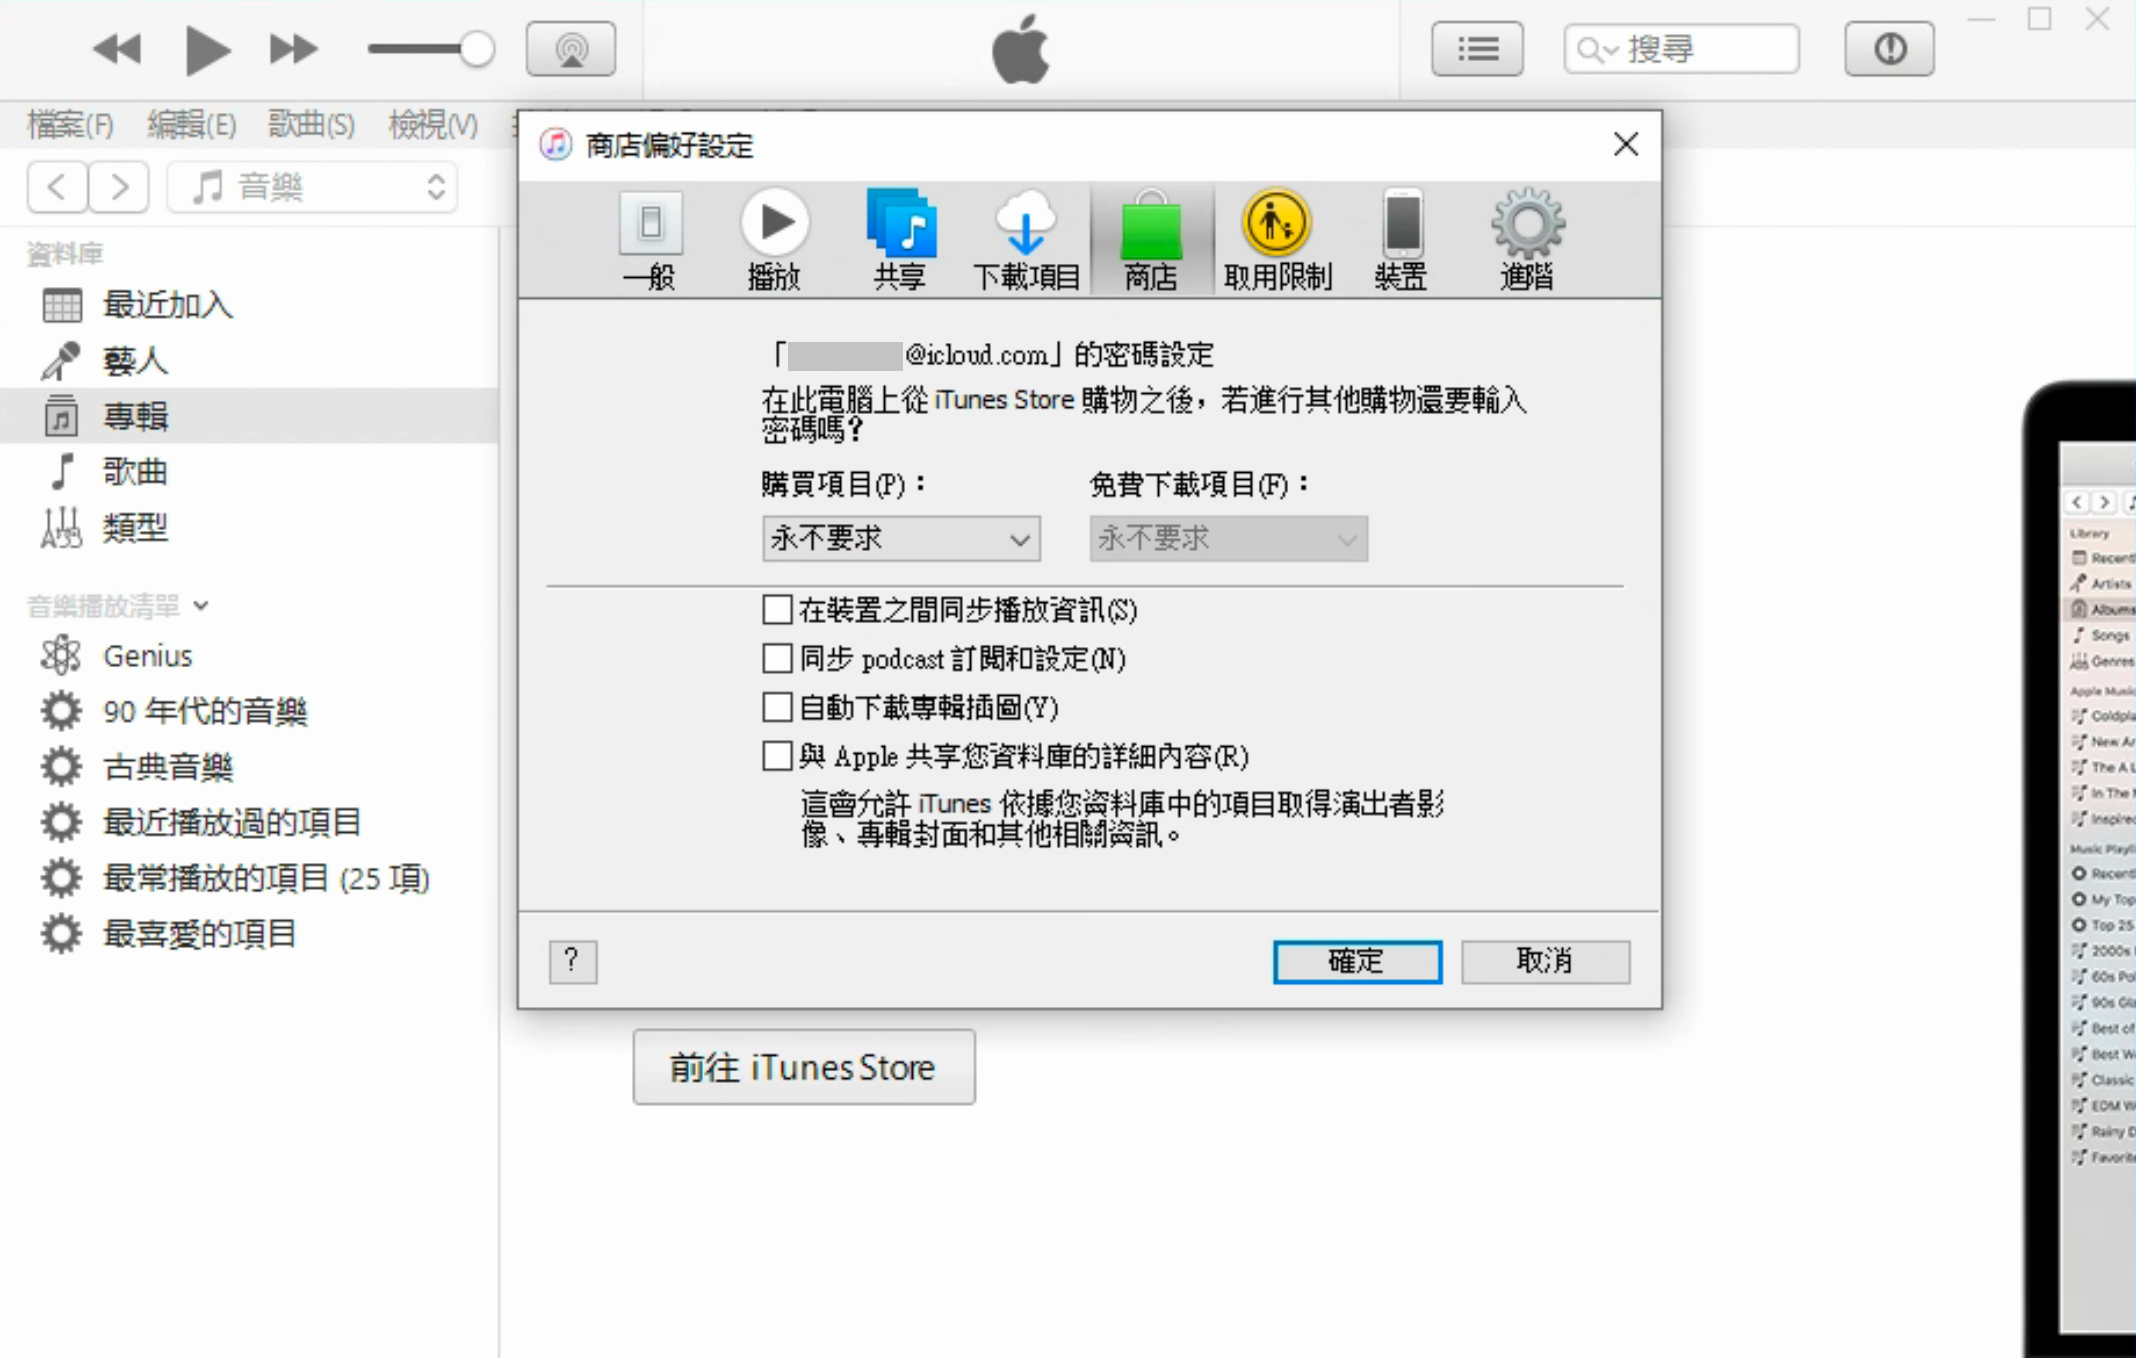 搜尋
檔案(F) 編輯(E) 歌曲(S) 檢視(V)
音樂
資料庫
最近加入
藝人
專輯
歌曲
類型
音樂播放清單
Genius
90 年代的音樂
古典音樂
最近播放過的項目
最常播放的項目 (25 項)
最喜愛的項目
商店偏好設定
一般 播放 共享 下載項目 商店 取用限制 裝置 進階
「@icloud.com」的密碼設定
在此電腦上從 iTunes Store 購物之後，若進行其他購物還要輸入
密碼嗎？
購買項目(P)： 免費下載項目(F)：
永不要求 永不要求
在裝置之間同步播放資訊(S)
同步 podcast 訂閱和設定(N)
自動下載專輯插圖(Y)
與 Apple 共享您資料庫的詳細內容(R)
這會允許 iTunes 依據您資料庫中的項目取得演出者影
像、專輯封面和其他相關資訊。
? 確定 取消
前往 iTunes Store
Library
Artists
Songs
Genres
Apple Music
In The
Recent
My Top
Top 25
2000s
60s
90s
Best of
Best
Classic
EDM
Rainy